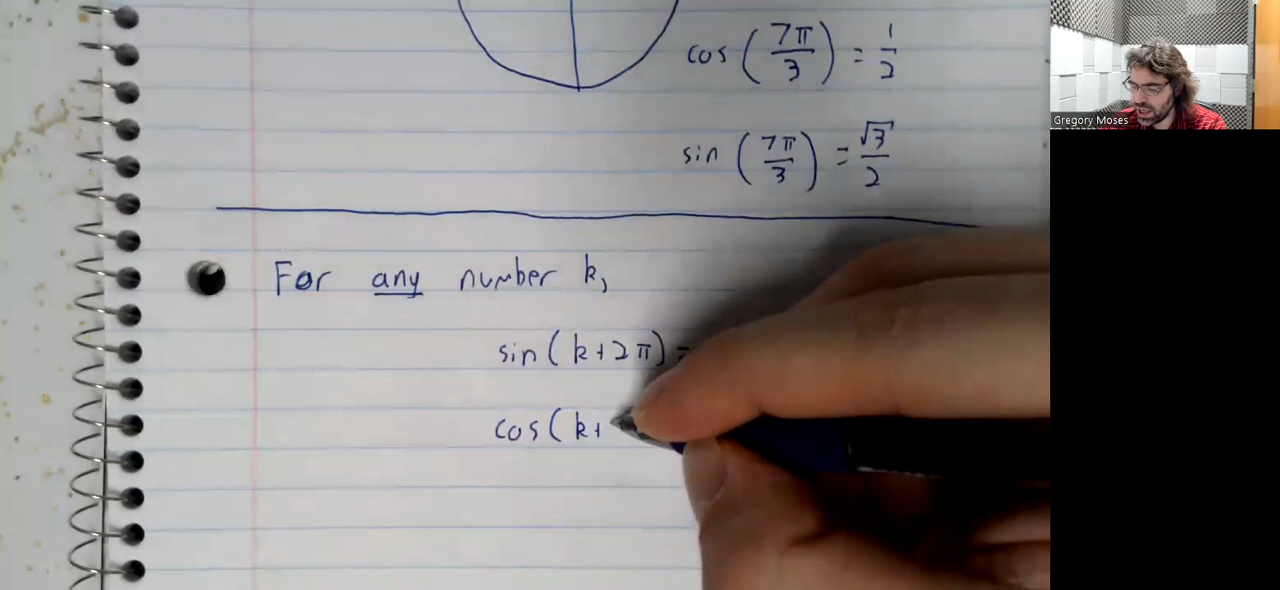 cos (7π/3) = 1/2
Gregory Moses
sin (7π/3) = √3/2
For any number k,
sin(k+2π) =
cos(k+